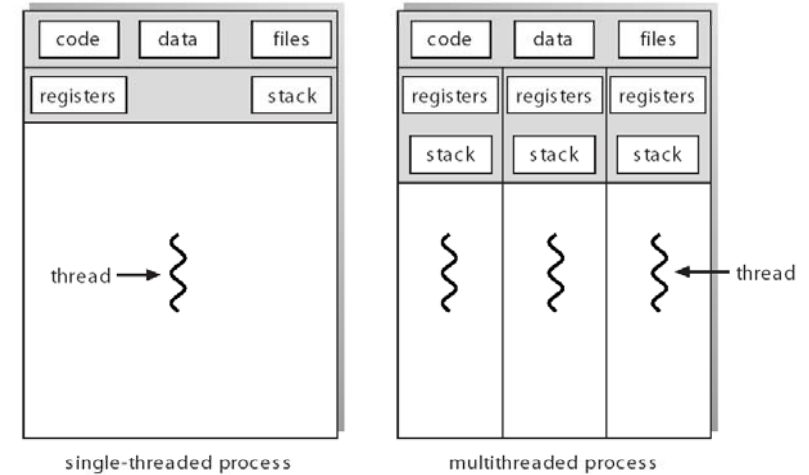 code data files
registers stack
thread
single-threaded process
code data files
registers registers registers
stack stack stack
thread
multithreaded process